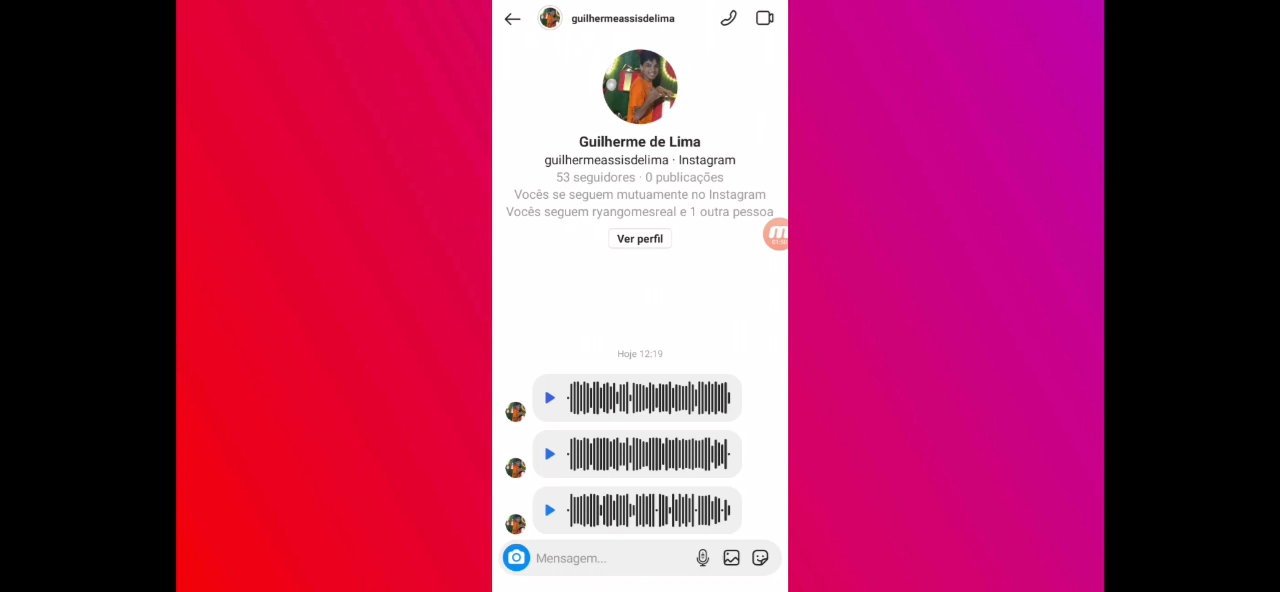 guilhermeassisdelima
Guilherme de Lima
guilhermeassisdelima · Instagram
53 seguidores · 0 publicações
Vocês se seguem mutuamente no Instagram
Vocês seguem ryangomesreal e 1 outra pessoa
Ver perfil
Hoje 12:19
Mensagem...